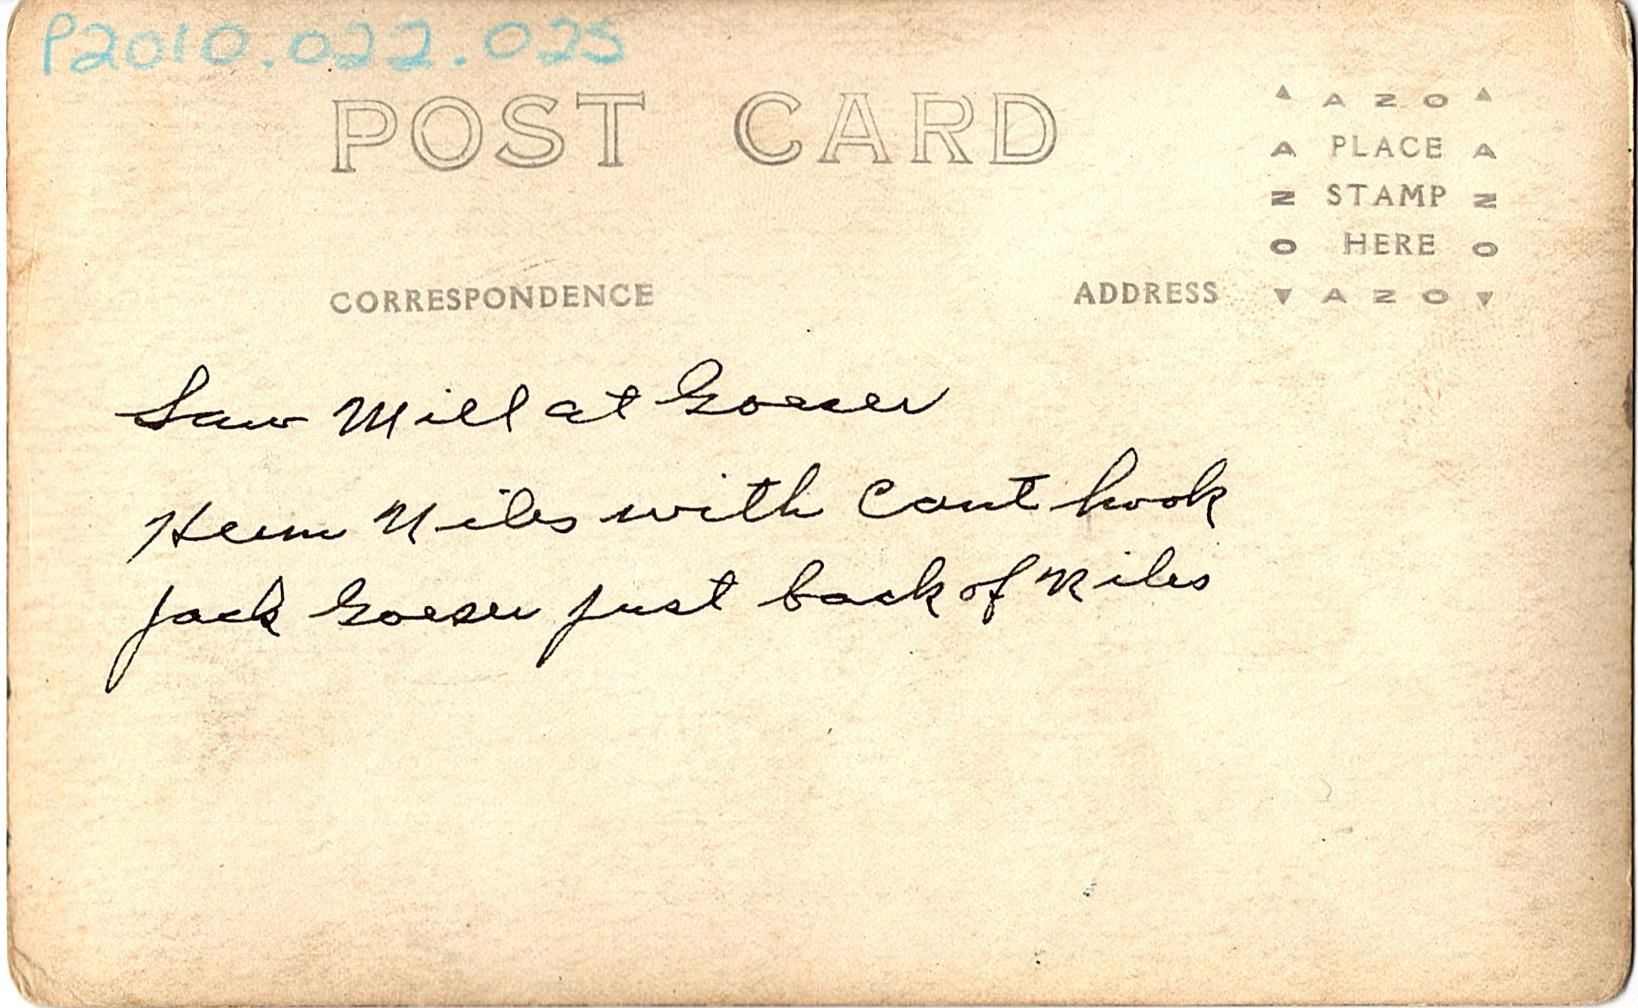 P2010.022.025
POST CARD
▲ A Z O ▲
A PLACE A
Z STAMP Z
O HERE O
▼ A Z O ▼
CORRESPONDENCE
ADDRESS
Saw Mill at Goeser
Niles with Cant hook
Jack Goeser just back of Niles